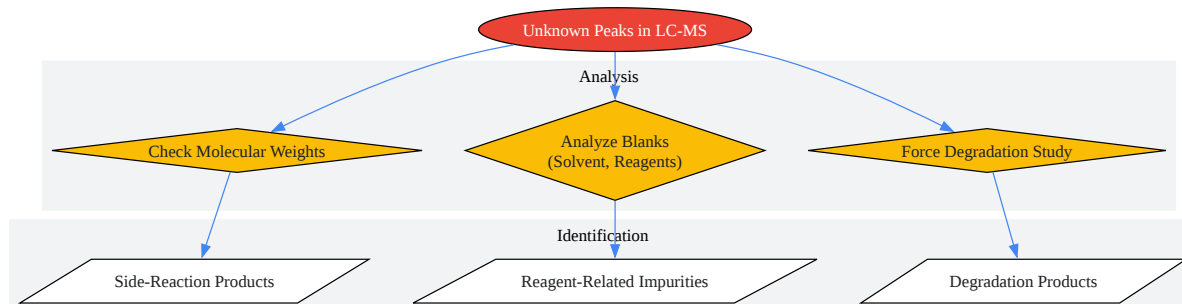 Unknown Peaks in LC-MS
Analysis
Check Molecular Weights
Analyze Blanks
(Solvent, Reagents)
Force Degradation Study
Identification
Side-Reaction Products
Reagent-Related Impurities
Degradation Products